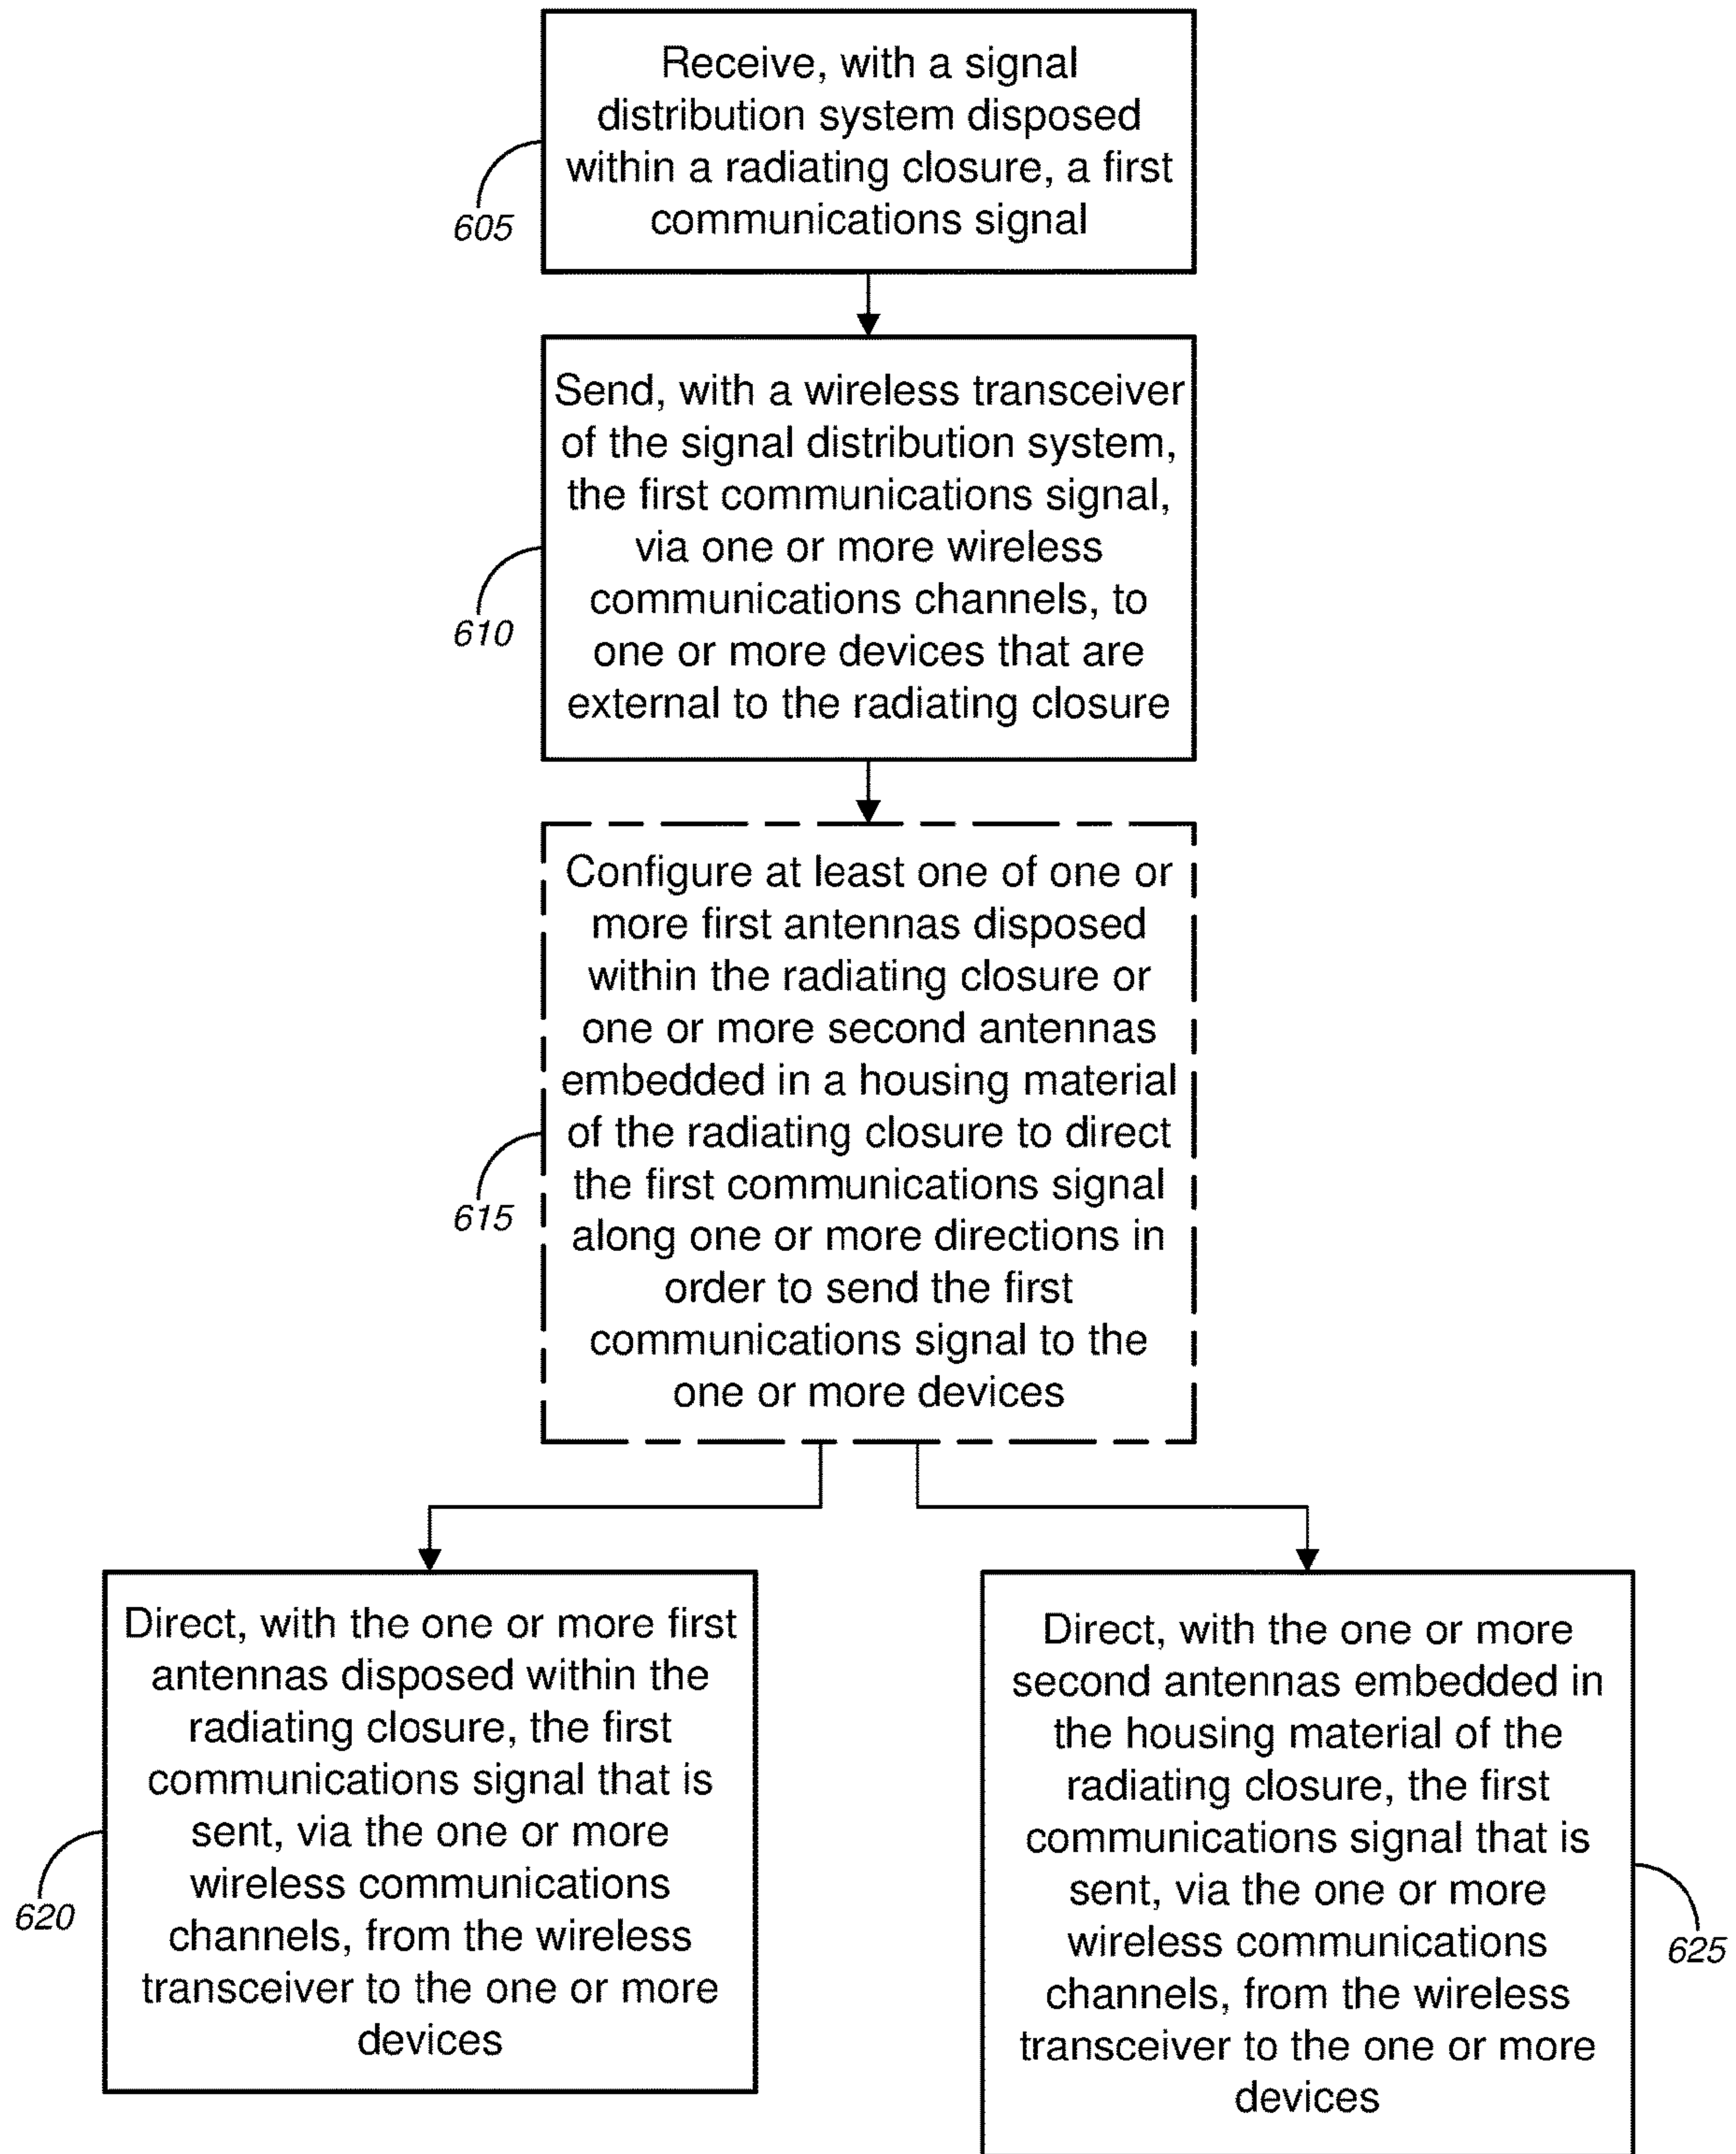 Receive, with a signal
distribution system disposed
within a radiating closure, a first
communications signal
605
Send, with a wireless transceiver
of the signal distribution system,
the first communications signal,
via one or more wireless
communications channels, to
one or more devices that are
external to the radiating closure
610
Configure at least one of one or
more first antennas disposed
within the radiating closure or
one or more second antennas
embedded in a housing material
of the radiating closure to direct
the first communications signal
along one or more directions in
order to send the first
communications signal to the
one or more devices
615
Direct, with the one or more first
antennas disposed within the
radiating closure, the first
communications signal that is
sent, via the one or more
wireless communications
channels, from the wireless
transceiver to the one or more
devices
620
Direct, with the one or more
second antennas embedded in
the housing material of the
radiating closure, the first
communications signal that is
sent, via the one or more
wireless communications
channels, from the wireless
transceiver to the one or more
devices
625